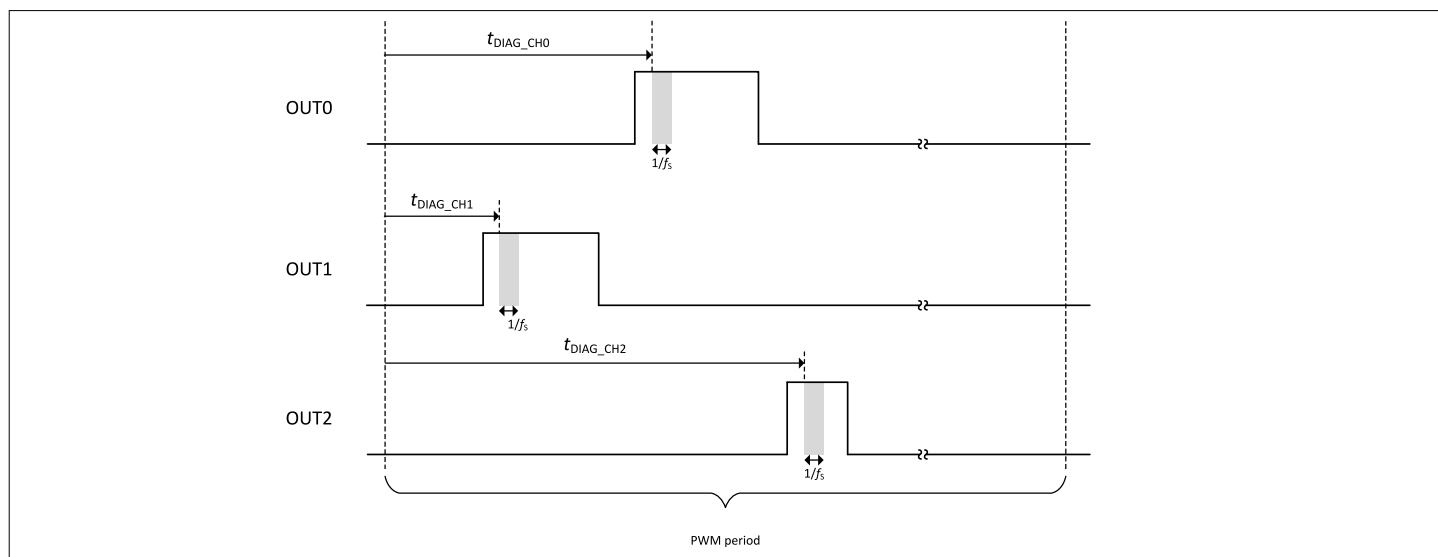 tDIAG_CH0
OUT0
1/fS
tDIAG_CH1
OUT1
1/fS
tDIAG_CH2
OUT2
1/fS
PWM period